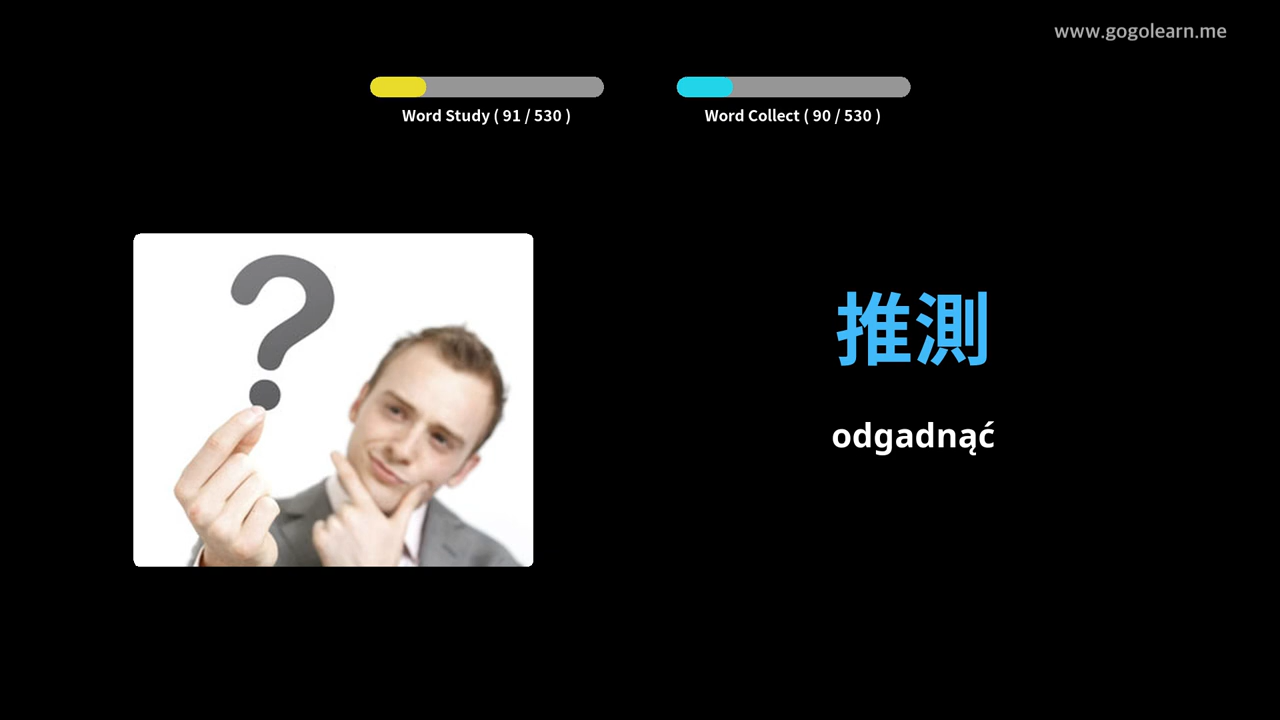 www.gogolearn.me
Word Study ( 91 / 530 )
Word Collect ( 90 / 530 )
?
推測
odgadnąć